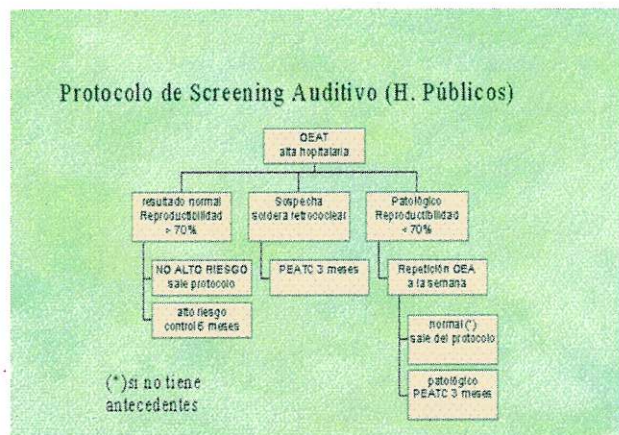 Protocolo de Screening Auditivo (H. Públicos)
OEAT
alta hopitalaria
resultado normal
Reproductibilidad
> 70%
Sospecha
sordera retrococlear
Patológico
Reproductibilidad
< 70%
NO ALTO RIESGO
sale protocolo
PEATC 3 meses
Repetición OEA
a la semana
alto riesgo
control 6 meses
normal (*)
sale del protocolo
patológico
PEATC 3 meses
(*)si no tiene
antecedentes